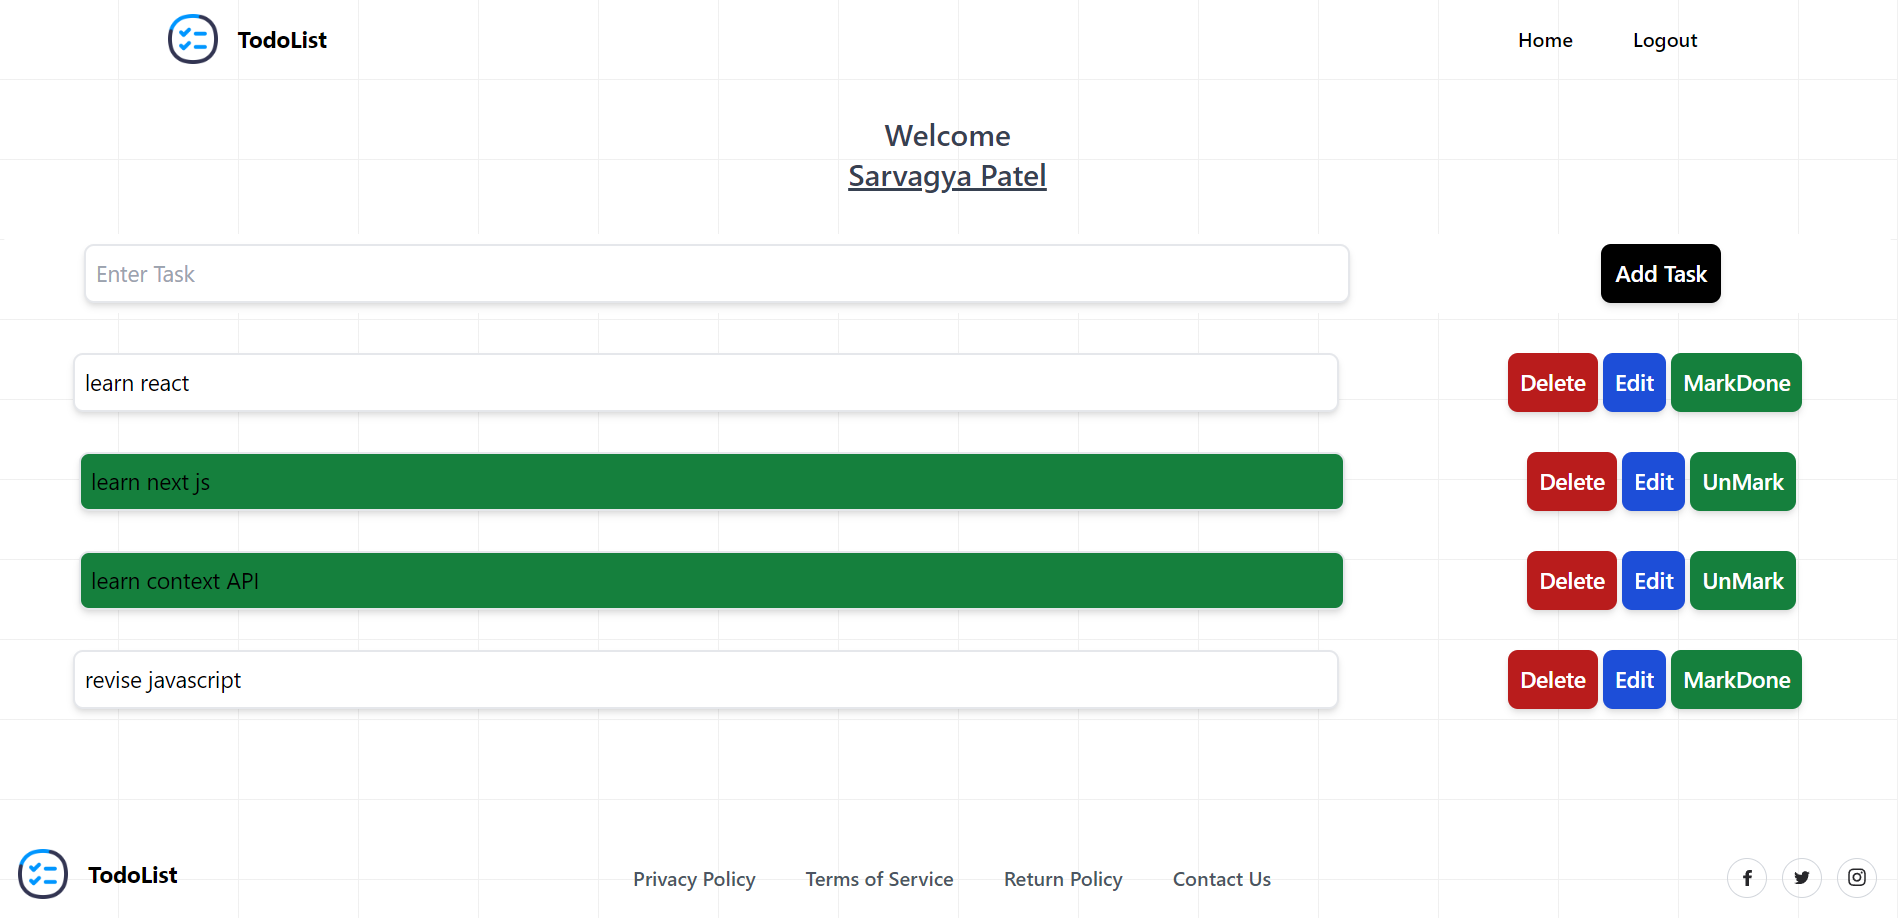 TodoList
Home Logout
Welcome
Sarvagya Patel
Enter Task
Add Task
learn react
Delete Edit MarkDone
learn next js
Delete Edit UnMark
learn context API
Delete Edit UnMark
revise javascript
Delete Edit MarkDone
TodoList
Privacy Policy Terms of Service Return Policy Contact Us